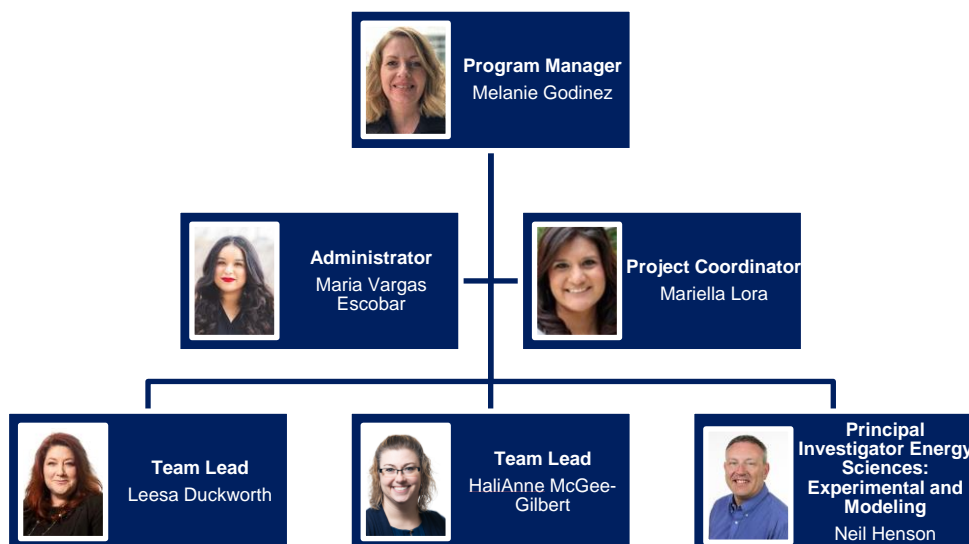 Program Manager
Melanie Godinez
Administrator
Maria Vargas
Escobar
Project Coordinator
Mariella Lora
Team Lead
Leesa Duckworth
Team Lead
HaliAnne McGee-
Gilbert
Principal
Investigator Energy
Sciences:
Experimental and
Modeling
Neil Henson